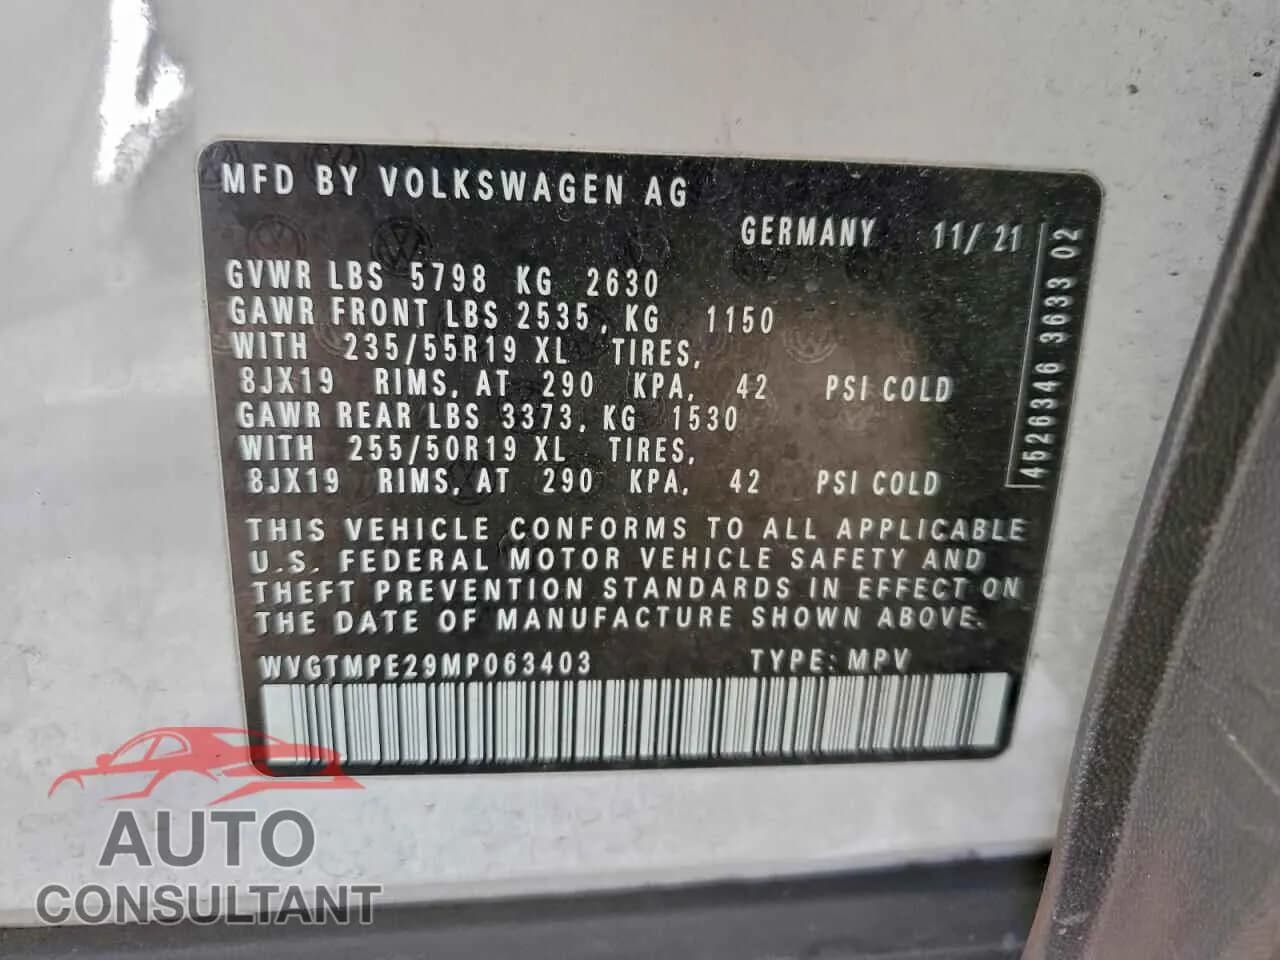 MFD BY VOLKSWAGEN AG
GERMANY 11/21
GVWR LBS 5798 KG 2630
GAWR FRONT LBS 2535, KG 1150
WITH 235/55R19 XL TIRES,
8JX19 RIMS, AT 290 KPA, 42 PSI COLD
GAWR REAR LBS 3373, KG 1530
WITH 255/50R19 XL TIRES,
8JX19 RIMS, AT 290 KPA, 42 PSI COLD
THIS VEHICLE CONFORMS TO ALL APPLICABLE
U.S. FEDERAL MOTOR VEHICLE SAFETY AND
THEFT PREVENTION STANDARDS IN EFFECT ON
THE DATE OF MANUFACTURE SHOWN ABOVE.
WVGTMPE29MP063403 TYPE: MPV
4526346 3633 02
AUTO
CONSULTANT